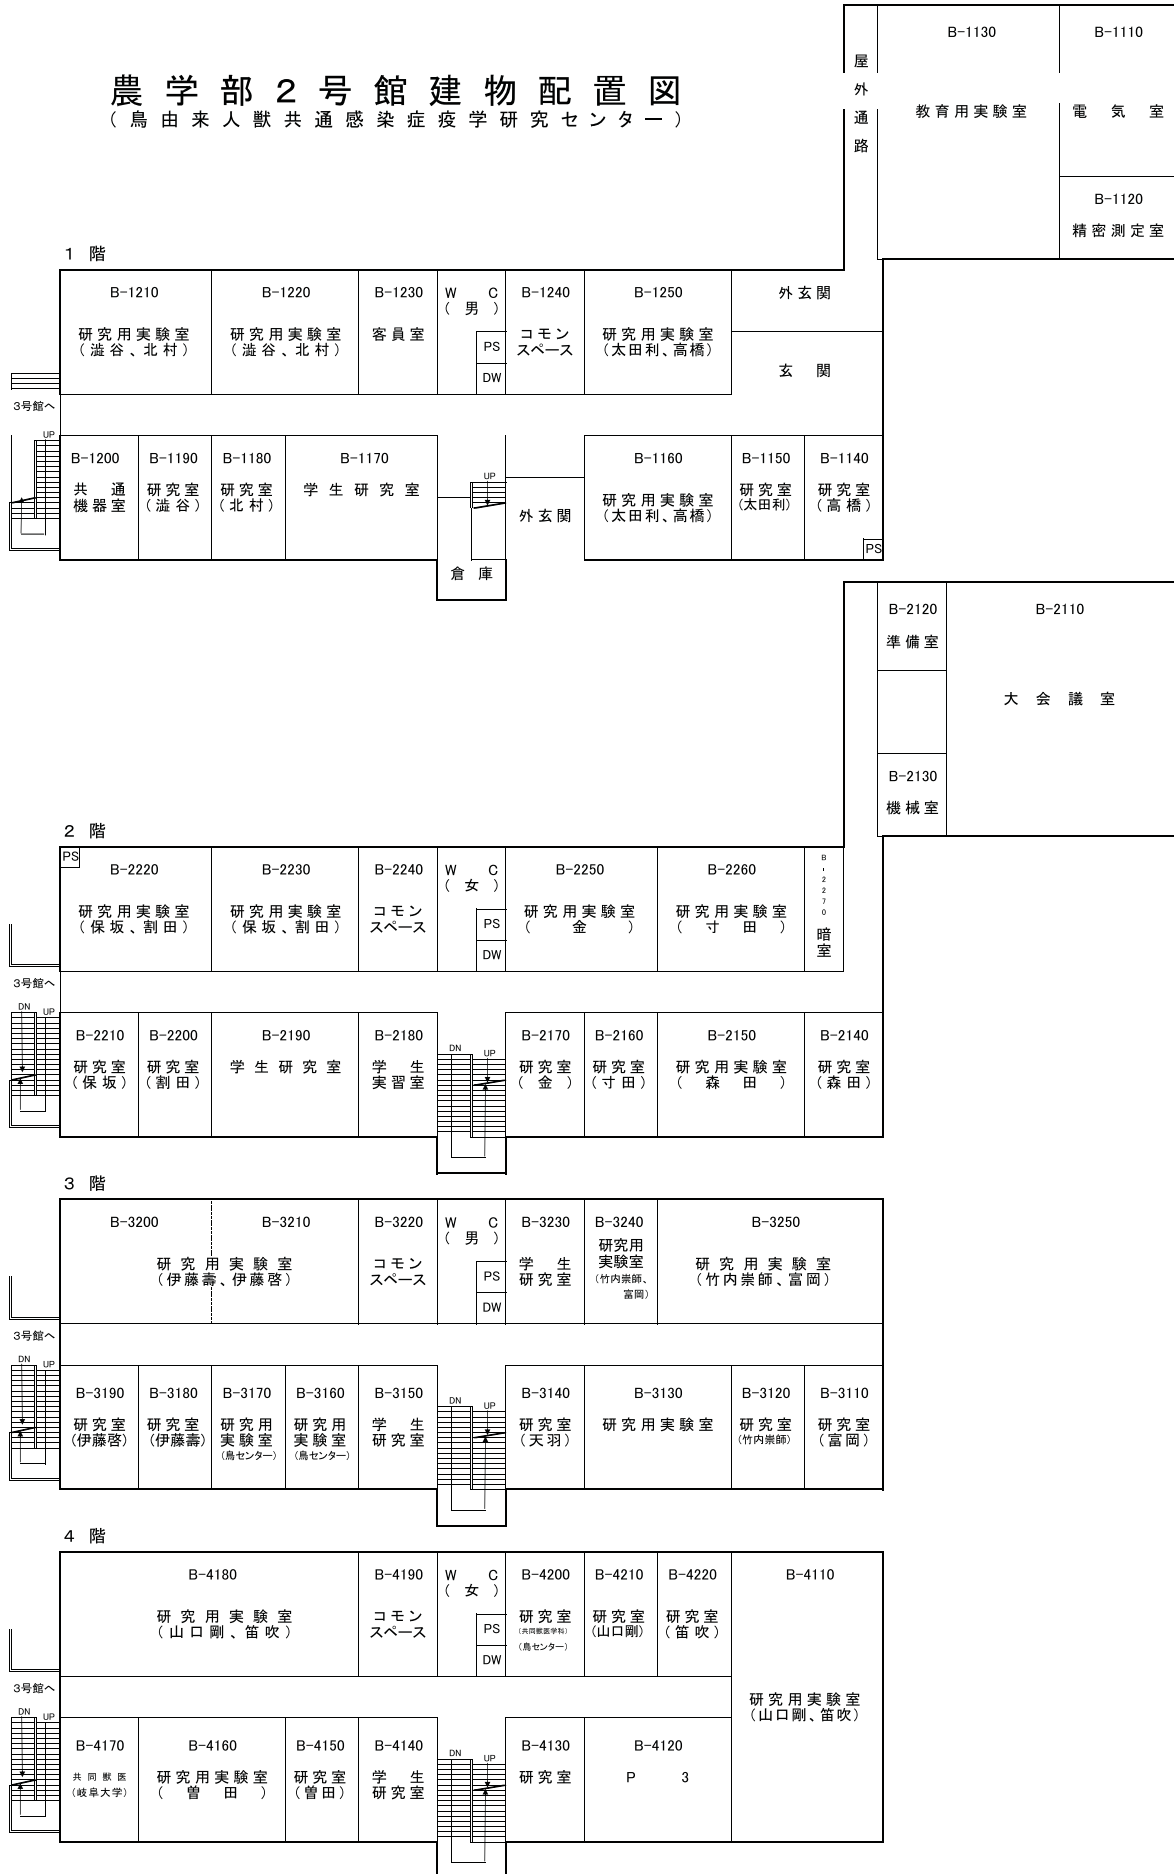 農学部２号館建物配置図
（鳥由来人獣共通感染症疫学研究センター）
屋外通路
B-1130
教育用実験室
B-1110
電気室
B-1120
精密測定室
１階
B-1210
研究用実験室
（澁谷、北村）
B-1220
研究用実験室
（澁谷、北村）
B-1230
客員室
W C
（男）
PS
DW
B-1240
コモン
スペース
B-1250
研究用実験室
（太田利、高橋）
外玄関
玄関
3号館へ
UP
B-1200
共通
機器室
B-1190
研究室
（澁谷）
B-1180
研究室
（北村）
B-1170
学生研究室
UP
倉庫
外玄関
B-1160
研究用実験室
（太田利、高橋）
B-1150
研究室
（太田利）
B-1140
研究室
（高橋）
PS
B-2120
準備室
B-2110
大会議室
B-2130
機械室
２階
PS
B-2220
研究用実験室
（保坂、割田）
B-2230
研究用実験室
（保坂、割田）
B-2240
コモン
スペース
W C
（女）
PS
DW
B-2250
研究用実験室
（金）
B-2260
研究用実験室
（寸田）
B-2270
暗室
3号館へ
DN
UP
B-2210
研究室
（保坂）
B-2200
研究室
（割田）
B-2190
学生研究室
B-2180
学生
実習室
DN
UP
B-2170
研究室
（金）
B-2160
研究室
（寸田）
B-2150
研究用実験室
（森田）
B-2140
研究室
（森田）
３階
B-3200
B-3210
研究用実験室
（伊藤壽、伊藤啓）
B-3220
コモン
スペース
W C
（男）
PS
DW
B-3230
学生
研究室
B-3240
研究用
実験室
（竹内崇師、
富岡）
B-3250
研究用実験室
（竹内崇師、富岡）
3号館へ
DN
UP
B-3190
研究室
（伊藤啓）
B-3180
研究室
（伊藤壽）
B-3170
研究用
実験室
（鳥センター）
B-3160
研究用
実験室
（鳥センター）
B-3150
学生
研究室
DN
UP
B-3140
研究室
（天羽）
B-3130
研究用実験室
B-3120
研究室
（竹内崇師）
B-3110
研究室
（富岡）
４階
B-4180
研究用実験室
（山口剛、笛吹）
B-4190
コモン
スペース
W C
（女）
PS
DW
B-4200
研究室
（共同獣医学科）
（鳥センター）
B-4210
研究室
（山口剛）
B-4220
研究室
（笛吹）
B-4110
研究用実験室
（山口剛、笛吹）
3号館へ
DN
UP
B-4170
共同獣医
（岐阜大学）
B-4160
研究用実験室
（曽田）
B-4150
研究室
（曽田）
B-4140
学生
研究室
DN
UP
B-4130
研究室
B-4120
P 3